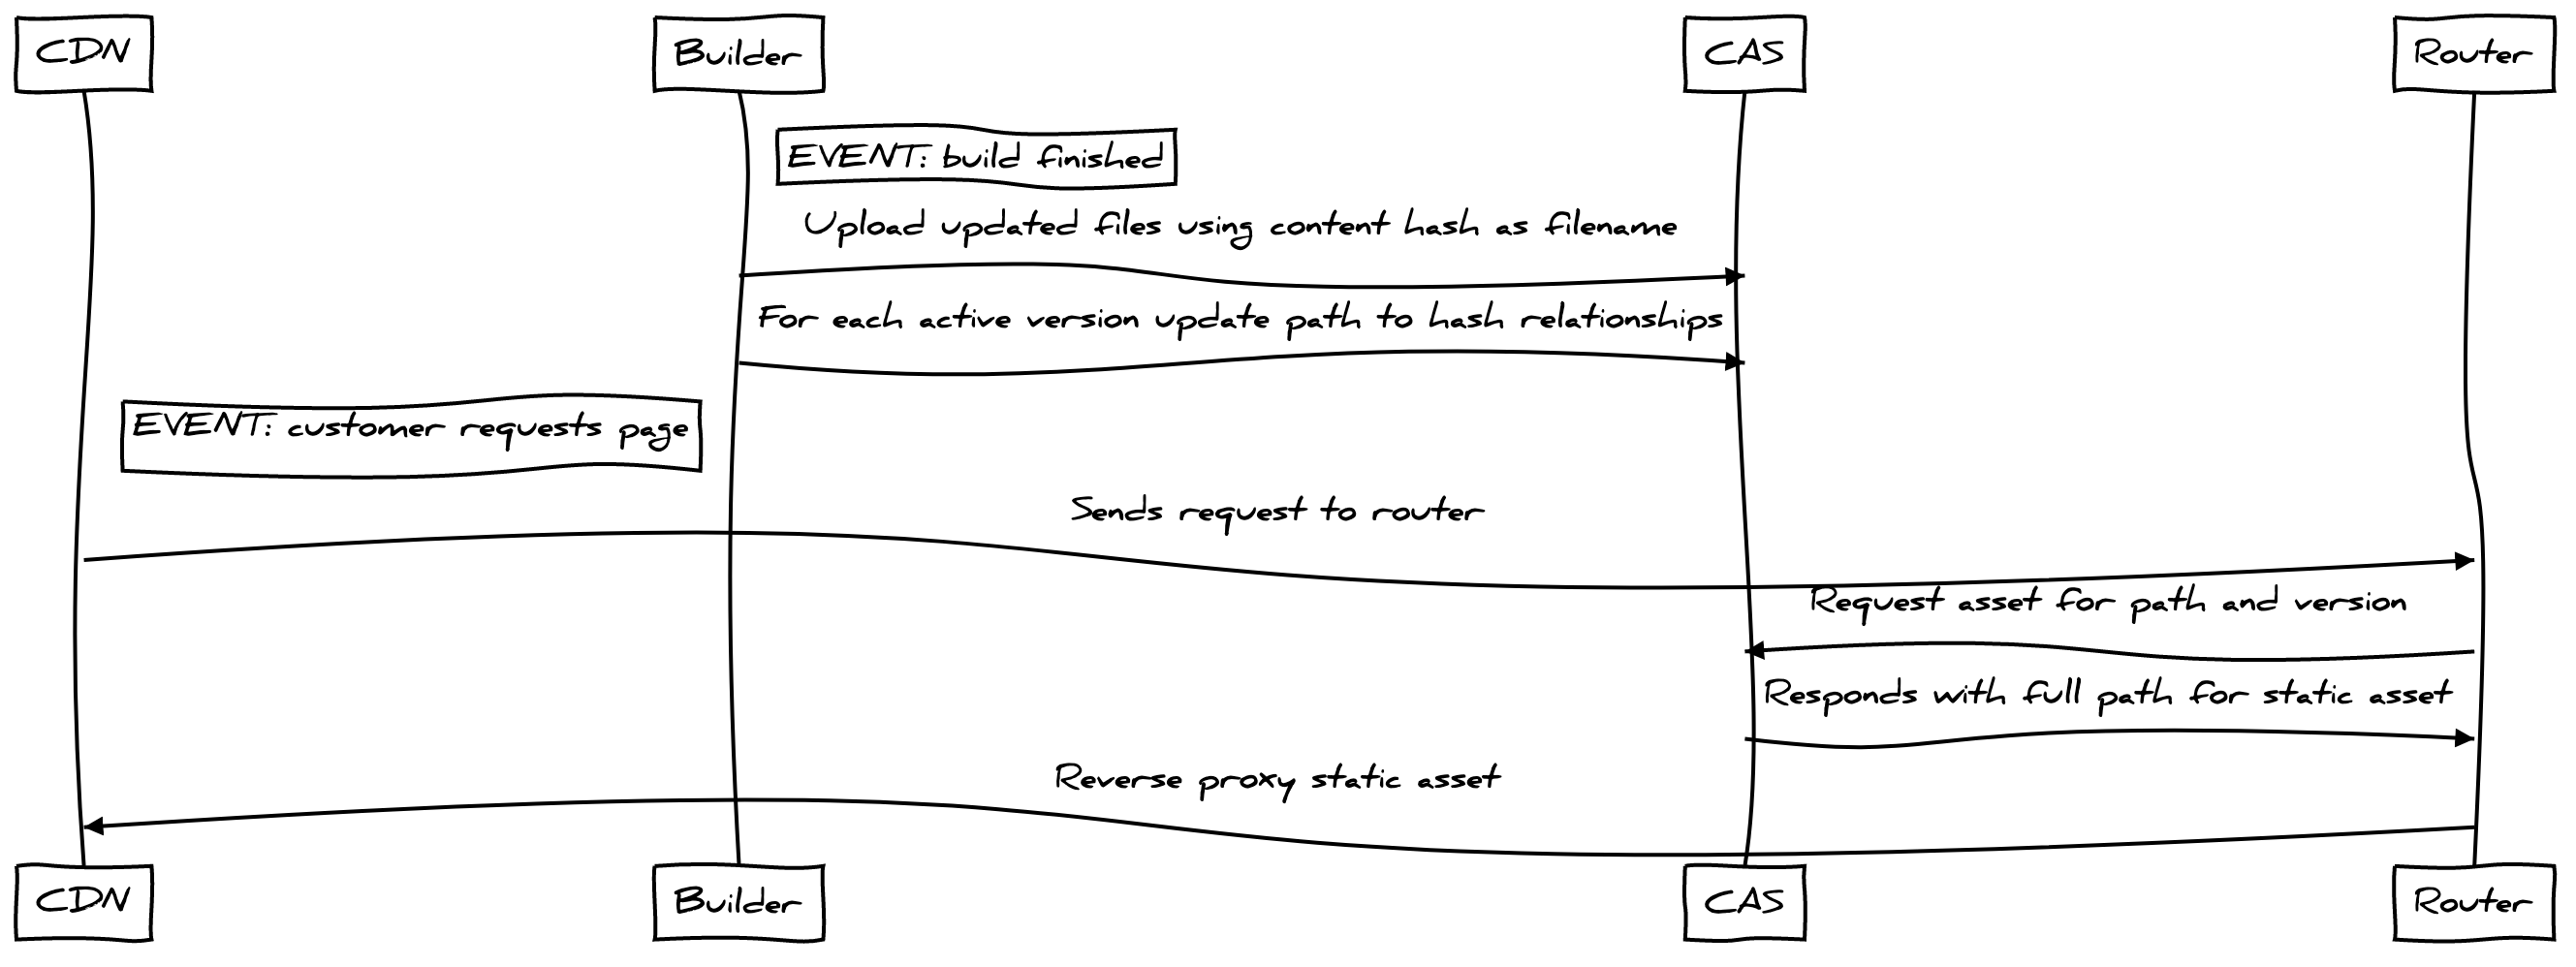 CDN
Builder
CAS
Router
EVENT: build finished
Upload updated files using content hash as filename
For each active version update path to hash relationships
EVENT: customer requests page
Sends request to router
Request asset for path and version
Responds with full path for static asset
Reverse proxy static asset
CDN
Builder
CAS
Router